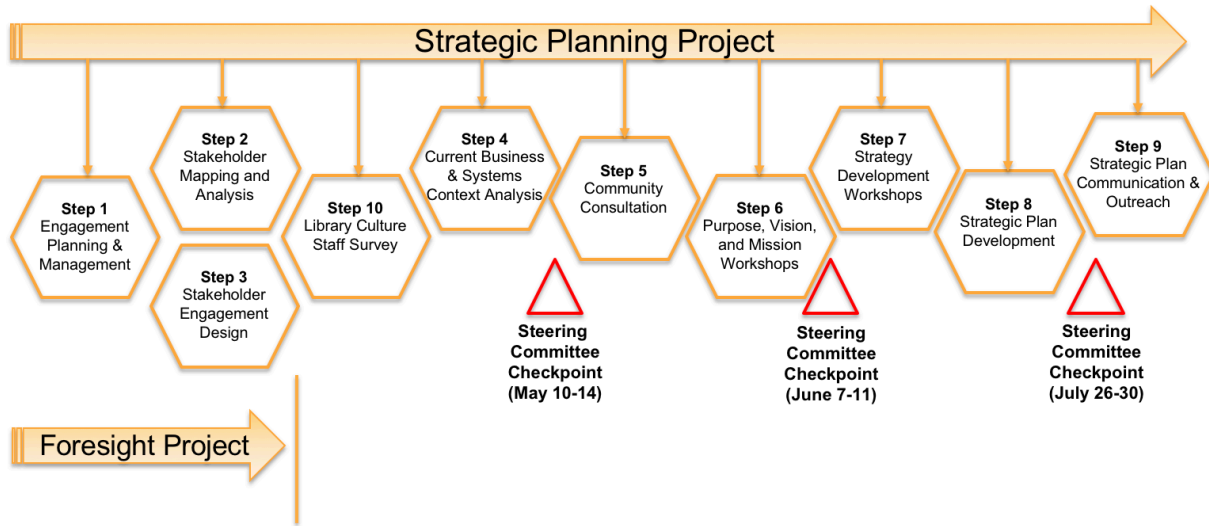 Strategic Planning Project
Step 1
Engagement
Planning &
Management
Step 2
Stakeholder
Mapping and
Analysis
Step 3
Stakeholder
Engagement
Design
Step 10
Library Culture
Staff Survey
Step 4
Current Business
& Systems
Context Analysis
Step 5
Community
Consultation
Step 6
Purpose, Vision,
and Mission
Workshops
Step 7
Strategy
Development
Workshops
Step 8
Strategic Plan
Development
Step 9
Strategic Plan
Communication &
Outreach
Steering
Committee
Checkpoint
(May 10-14)
Steering
Committee
Checkpoint
(June 7-11)
Steering
Committee
Checkpoint
(July 26-30)
Foresight Project